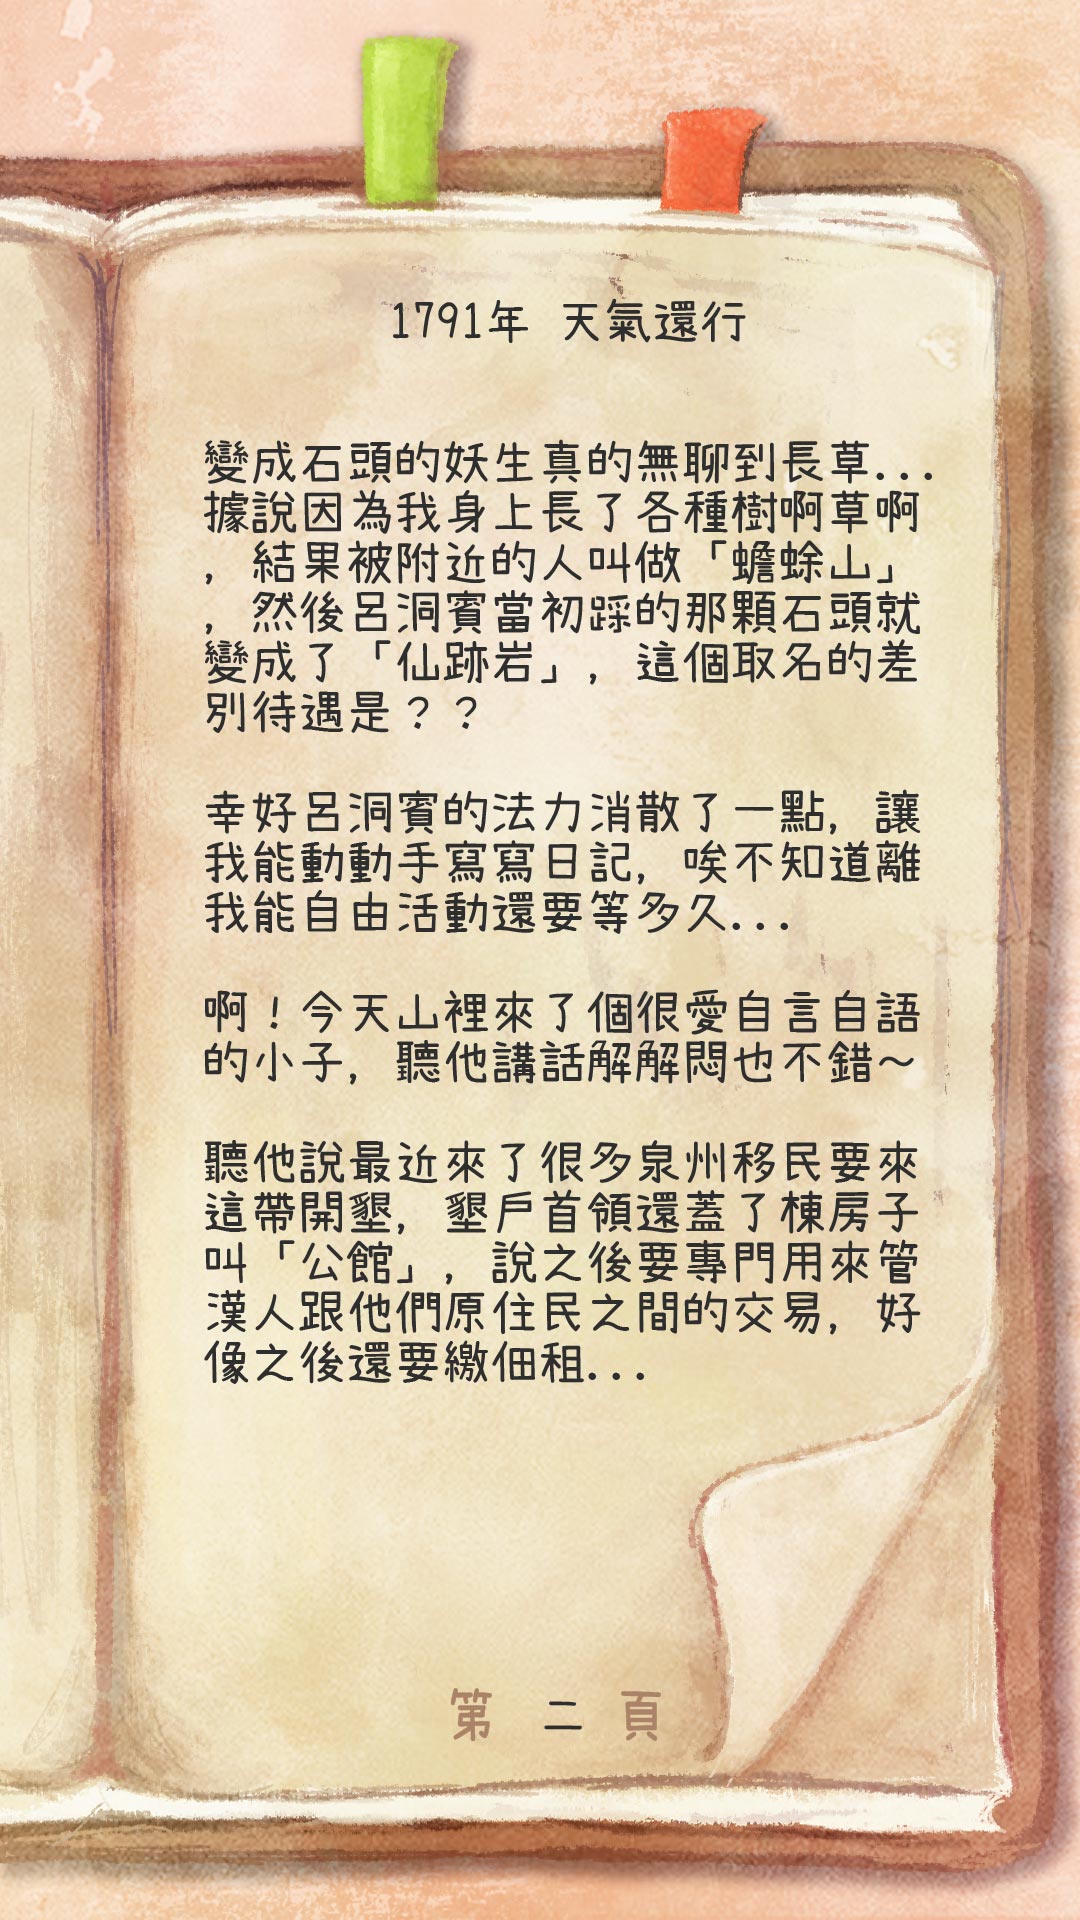 1791年 天氣還行
變成石頭的妖生真的無聊到長草...
據說因為我身上長了各種樹啊草啊
，結果被附近的人叫做「蟾蜍山」
，然後呂洞賓當初踩的那顆石頭就
變成了「仙跡岩」，這個取名的差
別待遇是？？
幸好呂洞賓的法力消散了一點，讓
我能動動手寫寫日記，唉不知道離
我能自由活動還要等多久...
啊！今天山裡來了個很愛自言自語
的小子，聽他講話解解悶也不錯～
聽他說最近來了很多泉州移民要來
這帶開墾，墾戶首領還蓋了棟房子
叫「公館」，說之後要專門用來管
漢人跟他們原住民之間的交易，好
像之後還要繳佃租...
第 二 頁